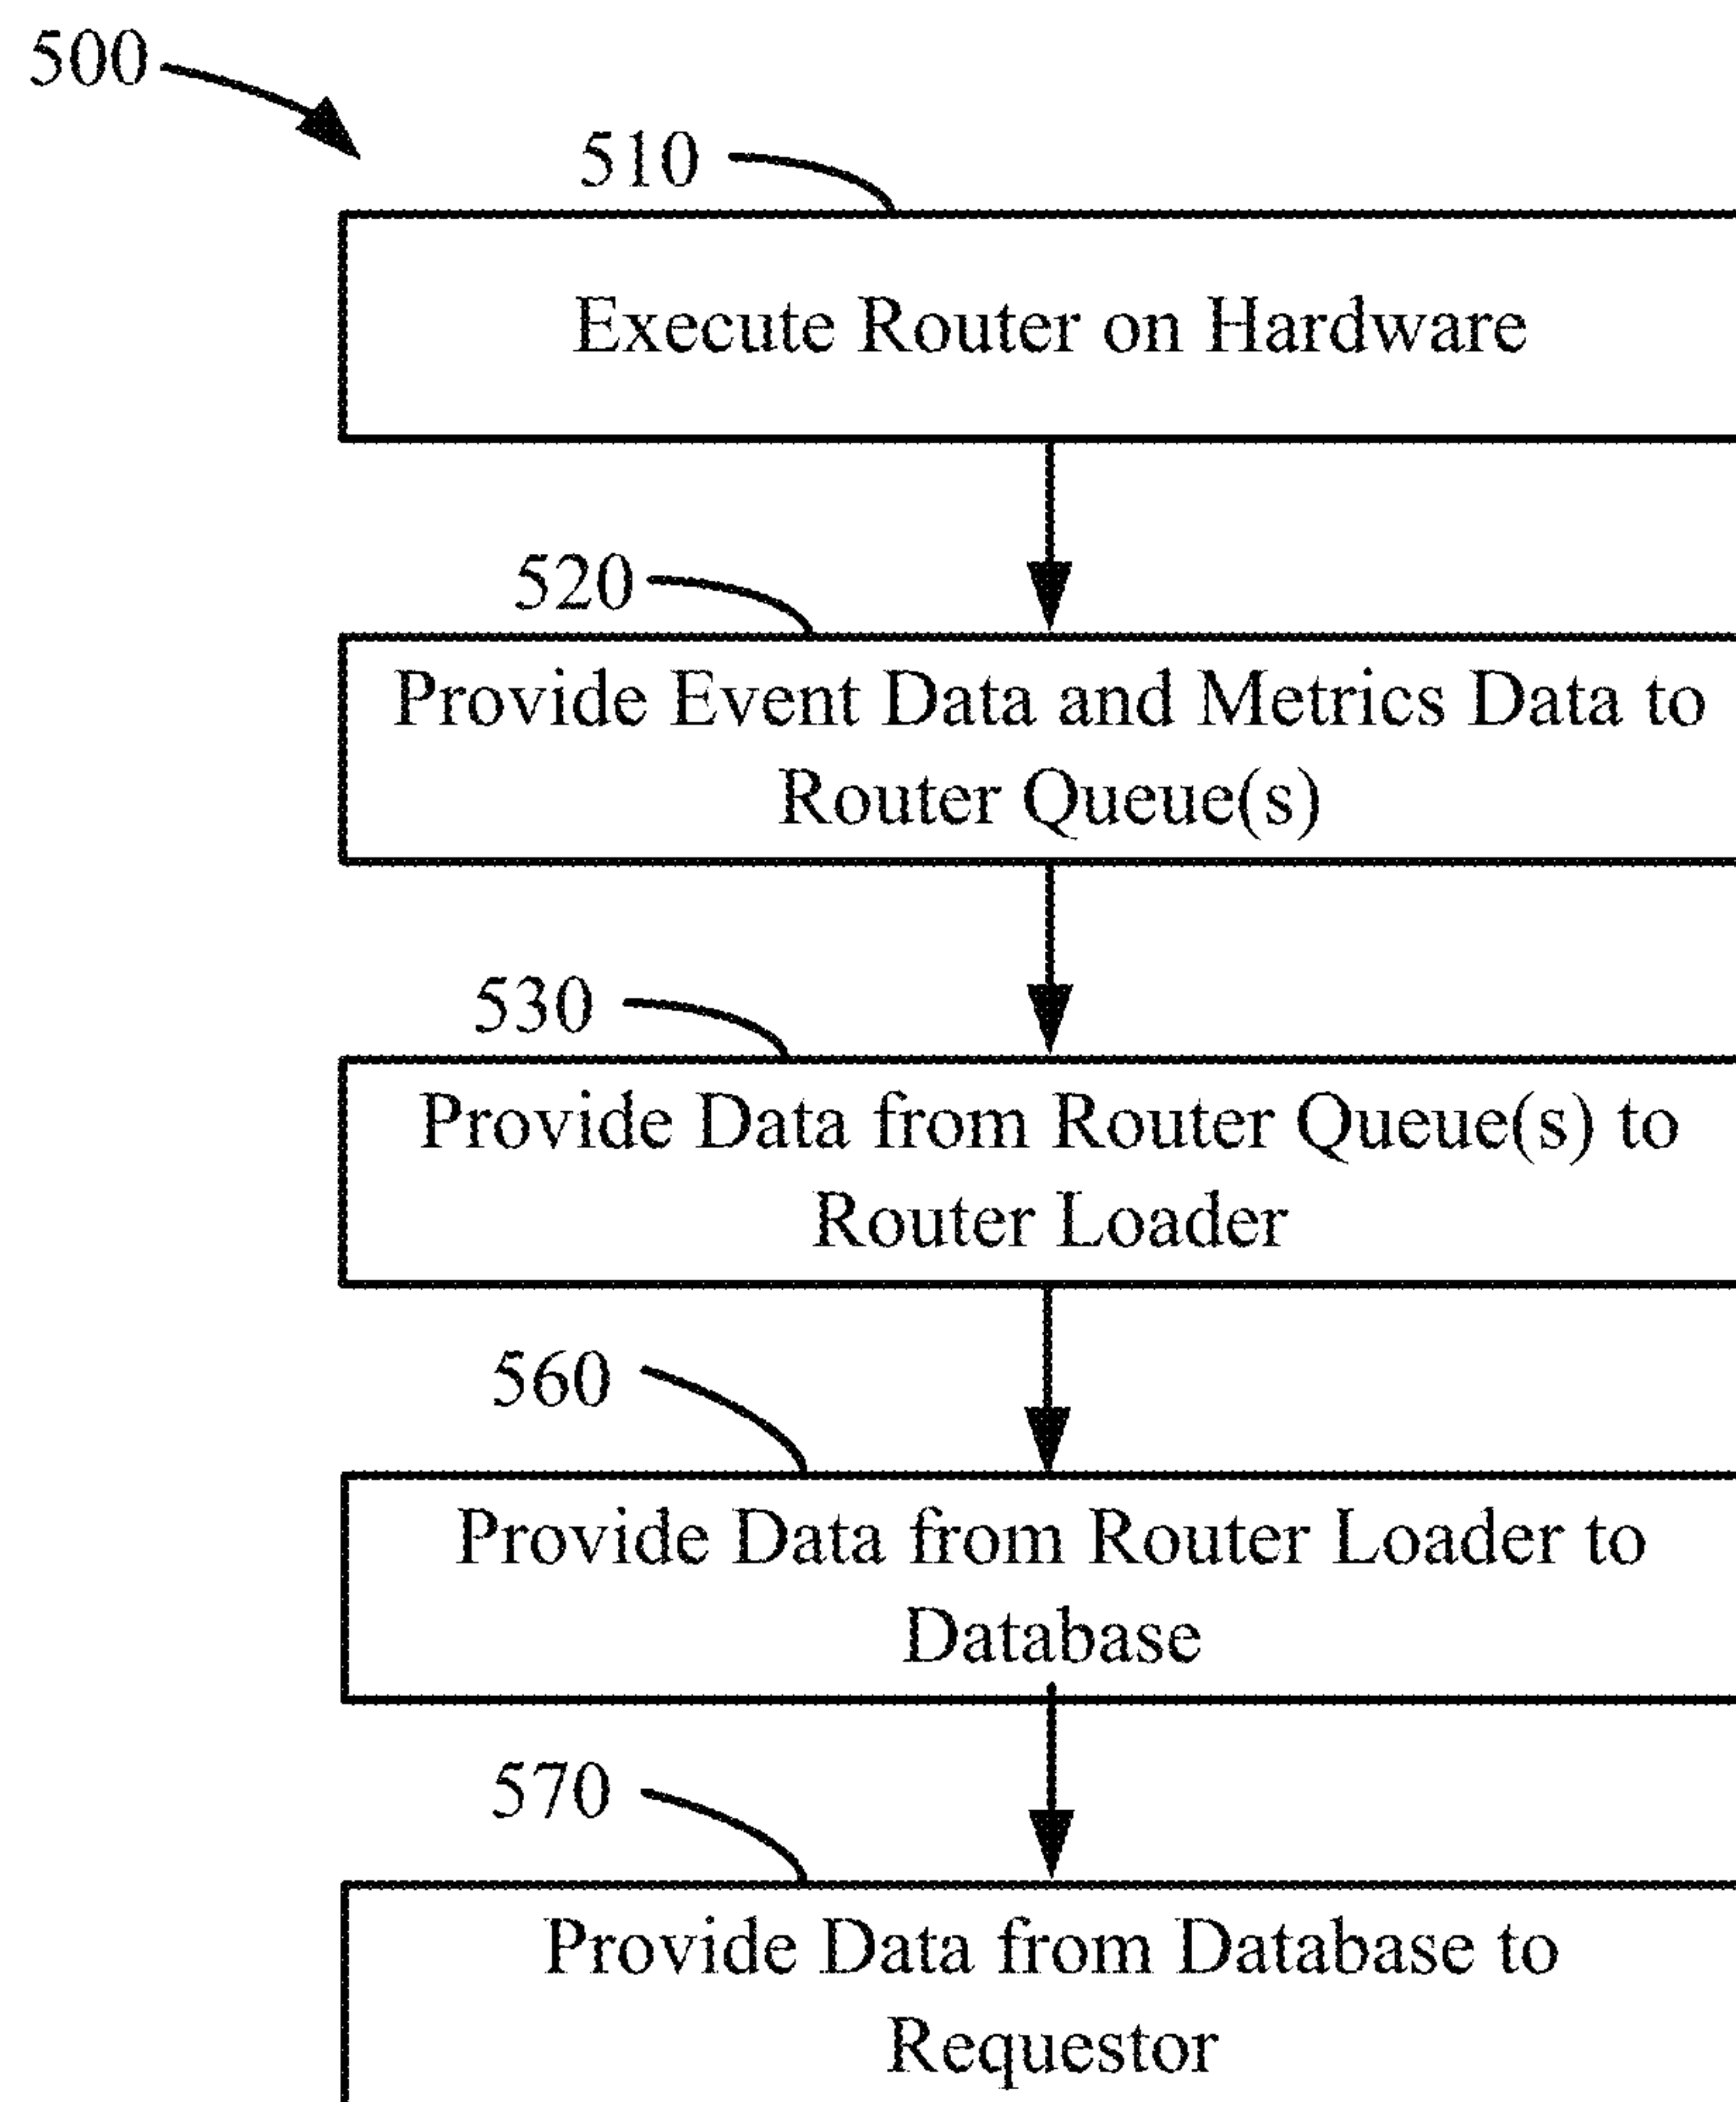 500
510
Execute Router on Hardware
520
Provide Event Data and Metrics Data to
Router Queue(s)
530
Provide Data from Router Queue(s) to
Router Loader
560
Provide Data from Router Loader to
Database
570
Provide Data from Database to
Requestor